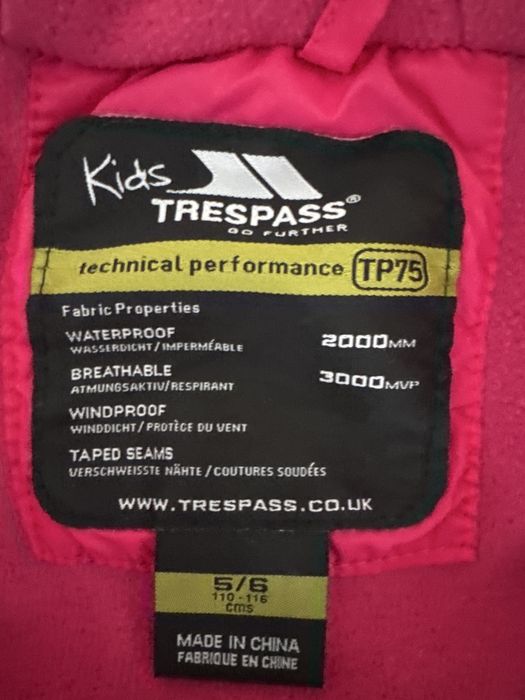 Kids
TRESPASS®
GO FURTHER
technical performance TP75
Fabric Properties
WATERPROOF 2000MM
WASSERDICHT/IMPERMÉABLE
BREATHABLE 3000MVP
ATMUNGSAKTIV/RESPIRANT
WINDPROOF
WINDDICHT/PROTÈGE DU VENT
TAPED SEAMS
VERSCHWEISSTE NÄHTE/COUTURES SOUDÉES
WWW.TRESPASS.CO.UK
5/6
110-116
cms
MADE IN CHINA
FABRIQUE EN CHINE